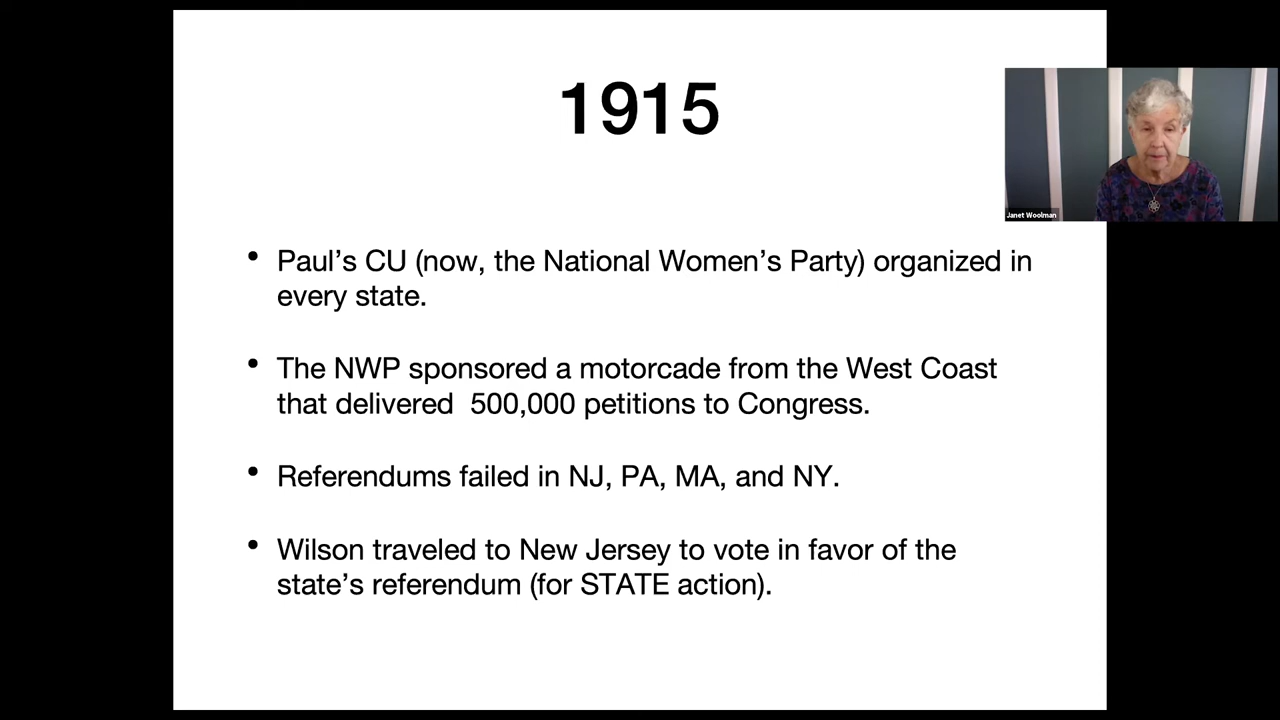 1915
Janet Woolman
• Paul’s CU (now, the National Women’s Party) organized in
every state.
• The NWP sponsored a motorcade from the West Coast
that delivered  500,000 petitions to Congress.
• Referendums failed in NJ, PA, MA, and NY.
• Wilson traveled to New Jersey to vote in favor of the
state’s referendum (for STATE action).